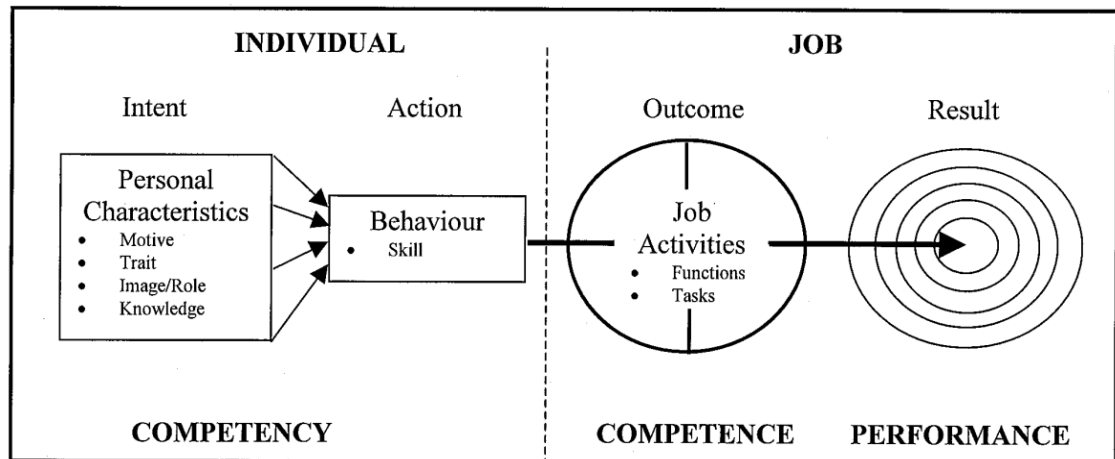 INDIVIDUAL
JOB
Intent
Action
Outcome
Result
Personal
Characteristics
• Motive
• Trait
• Image/Role
• Knowledge
Behaviour
• Skill
Job
Activities
• Functions
• Tasks
COMPETENCY
COMPETENCE
PERFORMANCE